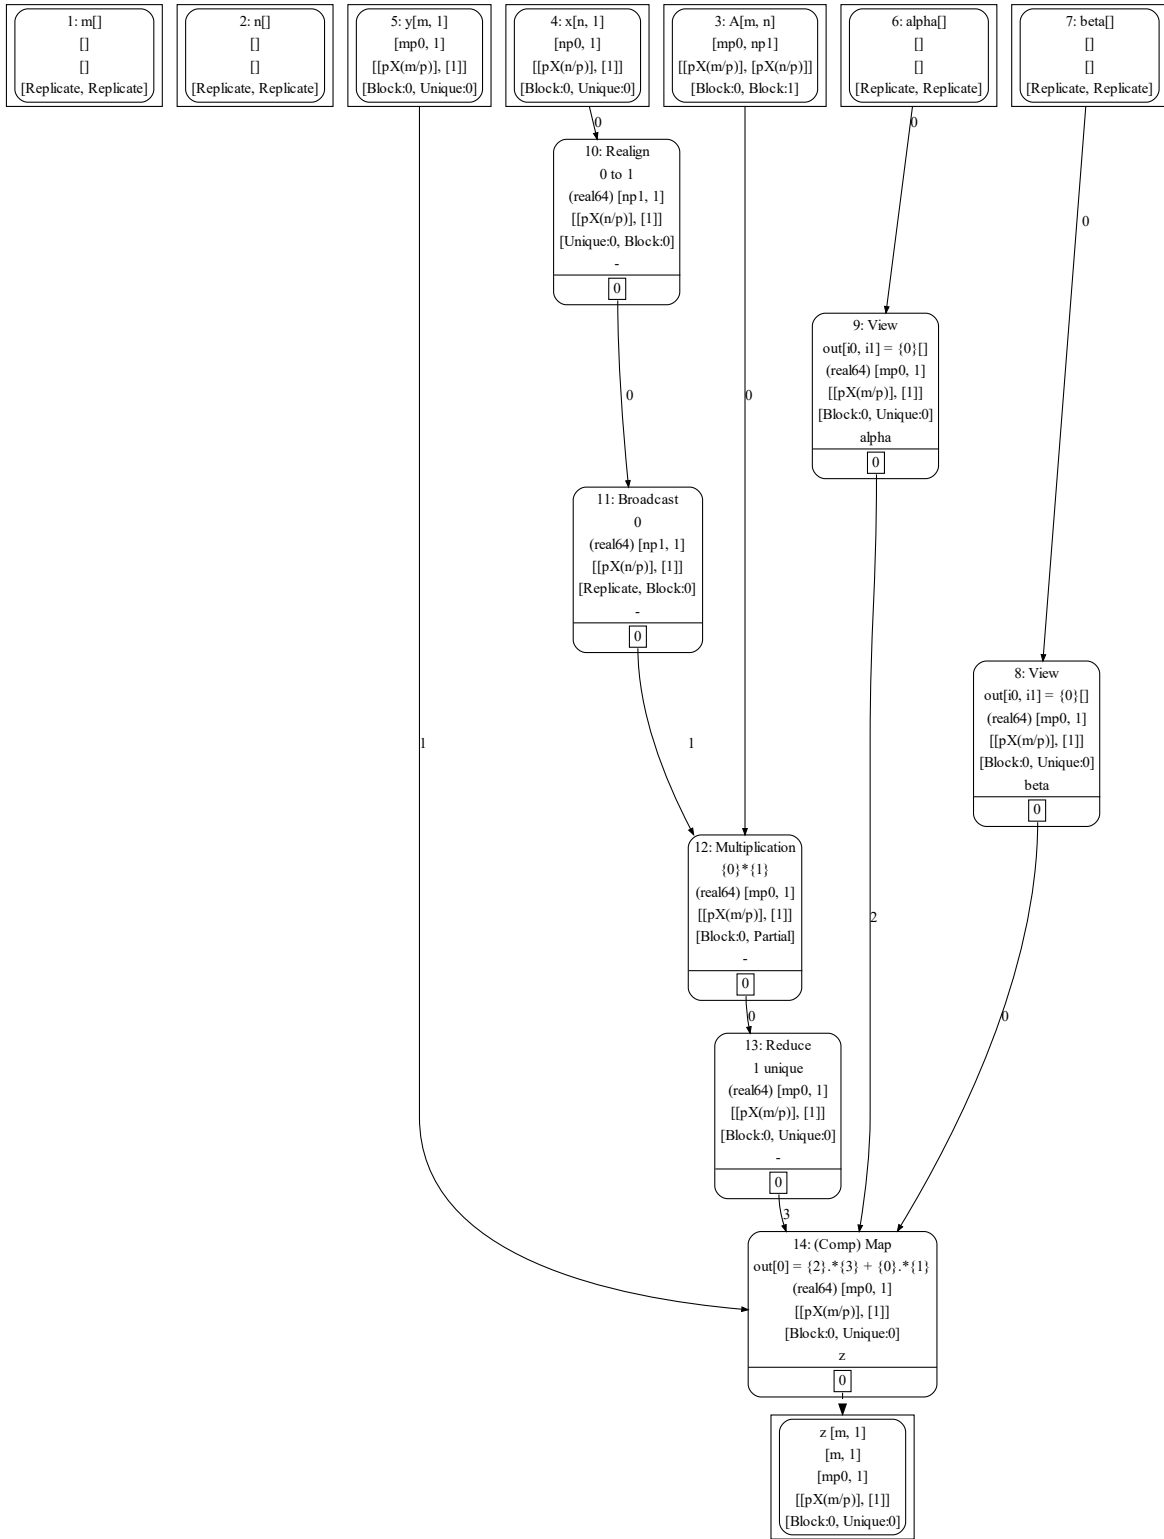 1: m[]
[]
[]
[Replicate, Replicate]
2: n[]
[]
[]
[Replicate, Replicate]
5: y[m, 1]
[mp0, 1]
[[pX(m/p)], [1]]
[Block:0, Unique:0]
4: x[n, 1]
[np0, 1]
[[pX(n/p)], [1]]
[Block:0, Unique:0]
3: A[m, n]
[mp0, np1]
[[pX(m/p)], [pX(n/p)]]
[Block:0, Block:1]
6: alpha[]
[]
[]
[Replicate, Replicate]
7: beta[]
[]
[]
[Replicate, Replicate]
0
0
10: Realign
0 to 1
(real64) [np1, 1]
[[pX(n/p)], [1]]
[Unique:0, Block:0]
-
0
0
9: View
out[i0, i1] = {0}[]
(real64) [mp0, 1]
[[pX(m/p)], [1]]
[Block:0, Unique:0]
alpha
0
0
0
11: Broadcast
0
(real64) [np1, 1]
[[pX(n/p)], [1]]
[Replicate, Block:0]
-
0
8: View
out[i0, i1] = {0}[]
(real64) [mp0, 1]
[[pX(m/p)], [1]]
[Block:0, Unique:0]
beta
0
1
1
12: Multiplication
{0}*{1}
(real64) [mp0, 1]
[[pX(m/p)], [1]]
[Block:0, Partial]
-
0
2
0
0
13: Reduce
1 unique
(real64) [mp0, 1]
[[pX(m/p)], [1]]
[Block:0, Unique:0]
-
0
3
14: (Comp) Map
out[0] = {2}.*{3} + {0}.*{1}
(real64) [mp0, 1]
[[pX(m/p)], [1]]
[Block:0, Unique:0]
z
0
z [m, 1]
[m, 1]
[mp0, 1]
[[pX(m/p)], [1]]
[Block:0, Unique:0]